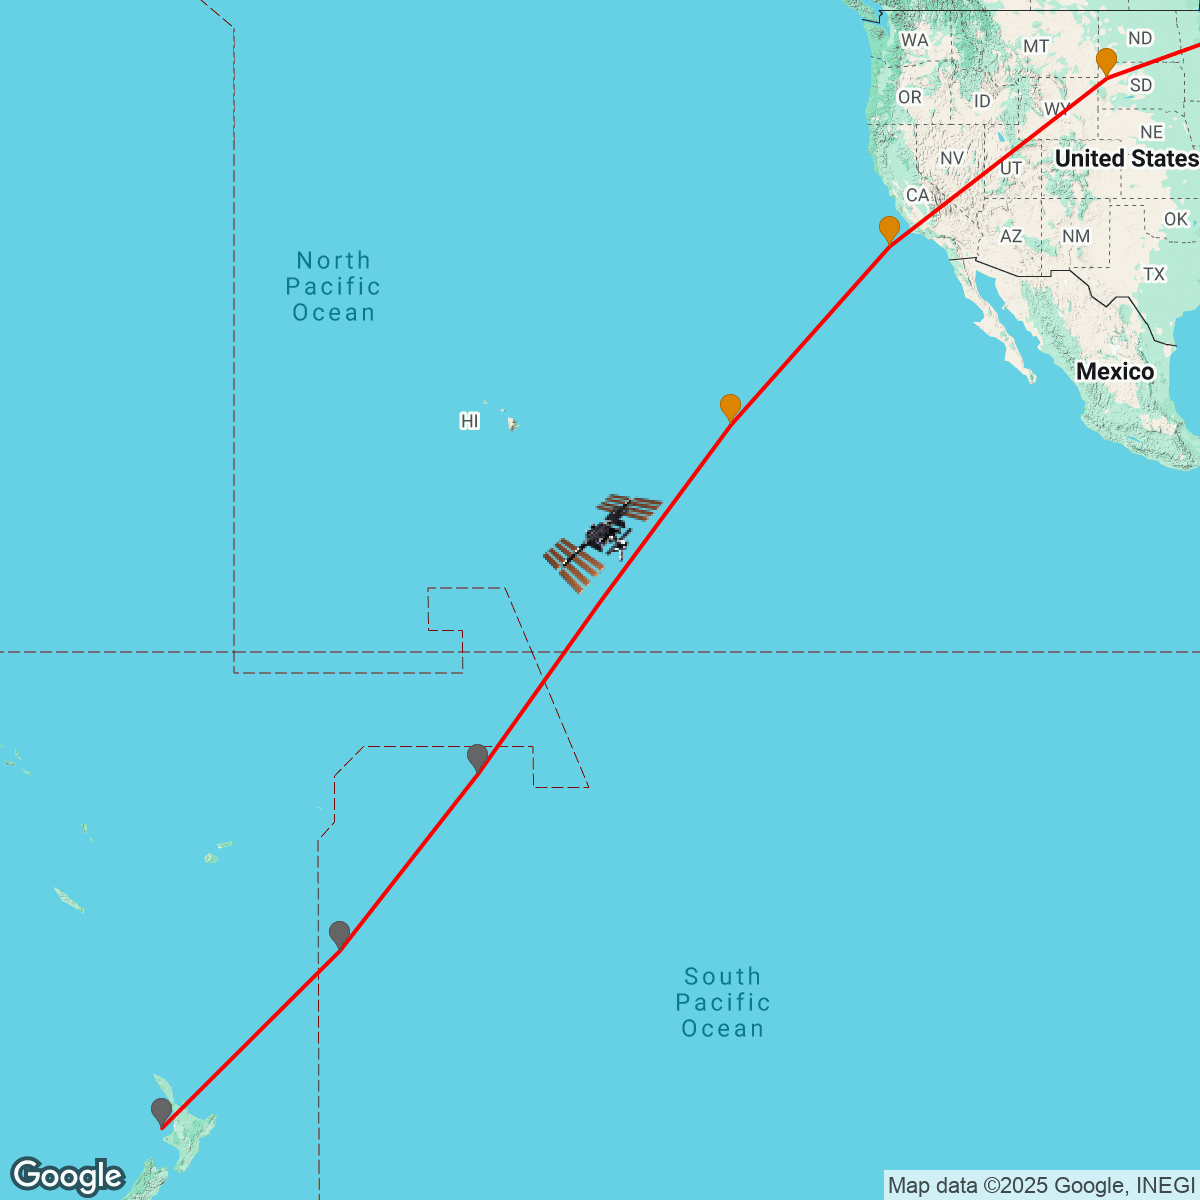 WA
MT
ND
OR
ID
WY
SD
NE
NV
UT
United States
CA
OK
AZ
NM
TX
North
Pacific
Ocean
Mexico
HI
South
Pacific
Ocean
Google
Map data ©2025 Google, INEGI